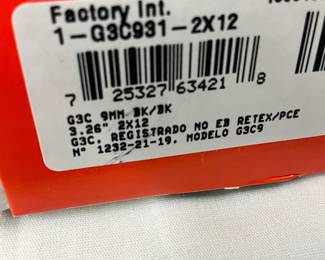 Factory Int.
1-G3C931-2X12
7 25327 63421 8
G3C 9MM BK/BK
3.26" 2X12
G3C, REGISTRADO NO EB RETEX/PCE
Nº 1232-21-19. MODELO G3C9